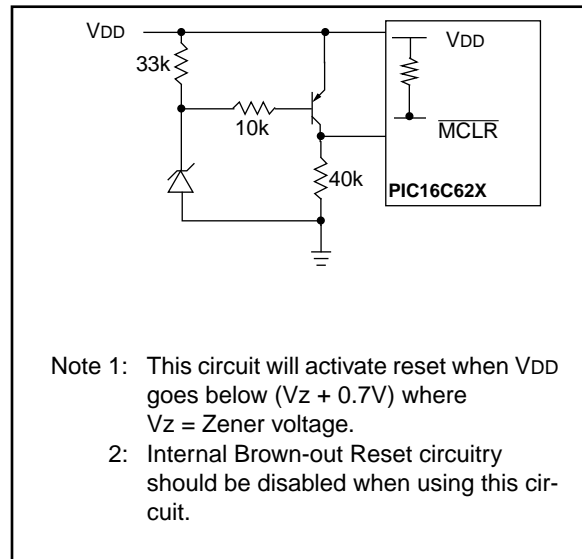 VDD
VDD
33k
10k
MCLR
40k
PIC16C62X
Note 1: This circuit will activate reset when VDD
goes below (Vz + 0.7V) where
Vz = Zener voltage.
2: Internal Brown-out Reset circuitry
should be disabled when using this cir-
cuit.